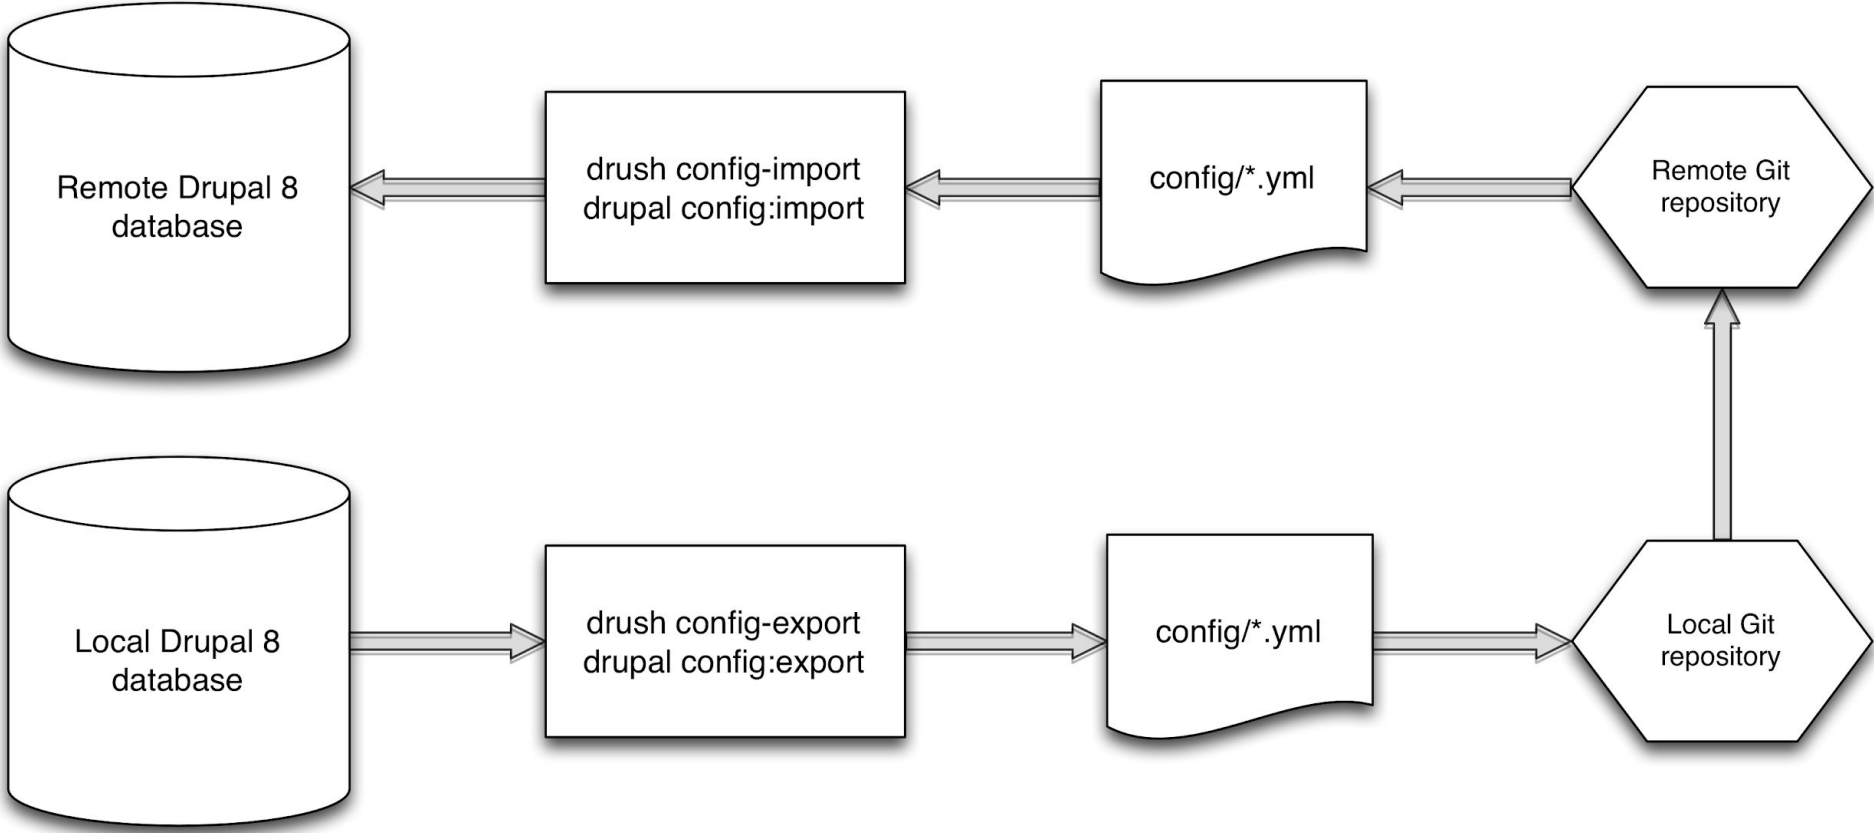 Remote Drupal 8
database
drush config-import
drupal config:import
config/*.yml
Remote Git
repository
Local Drupal 8
database
drush config-export
drupal config:export
config/*.yml
Local Git
repository